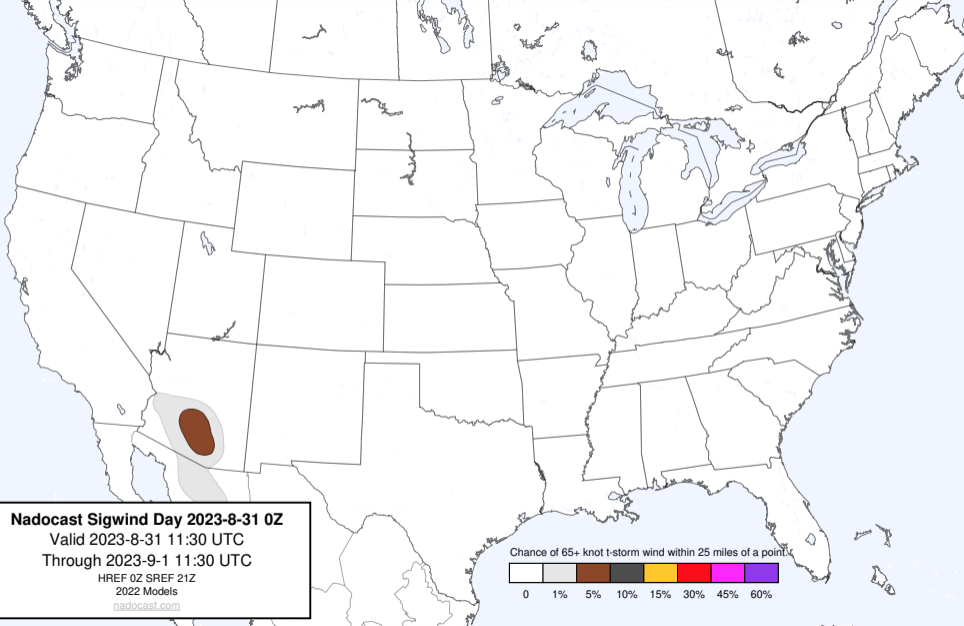 Nadocast Sigwind Day 2023-8-31 0Z
Valid 2023-8-31 11:30 UTC
Through 2023-9-1 11:30 UTC
HREF 0Z SREF 21Z
2022 Models
nadocast.com
Chance of 65+ knot t-storm wind within 25 miles of a point.
0 1% 5% 10% 15% 30% 45% 60%